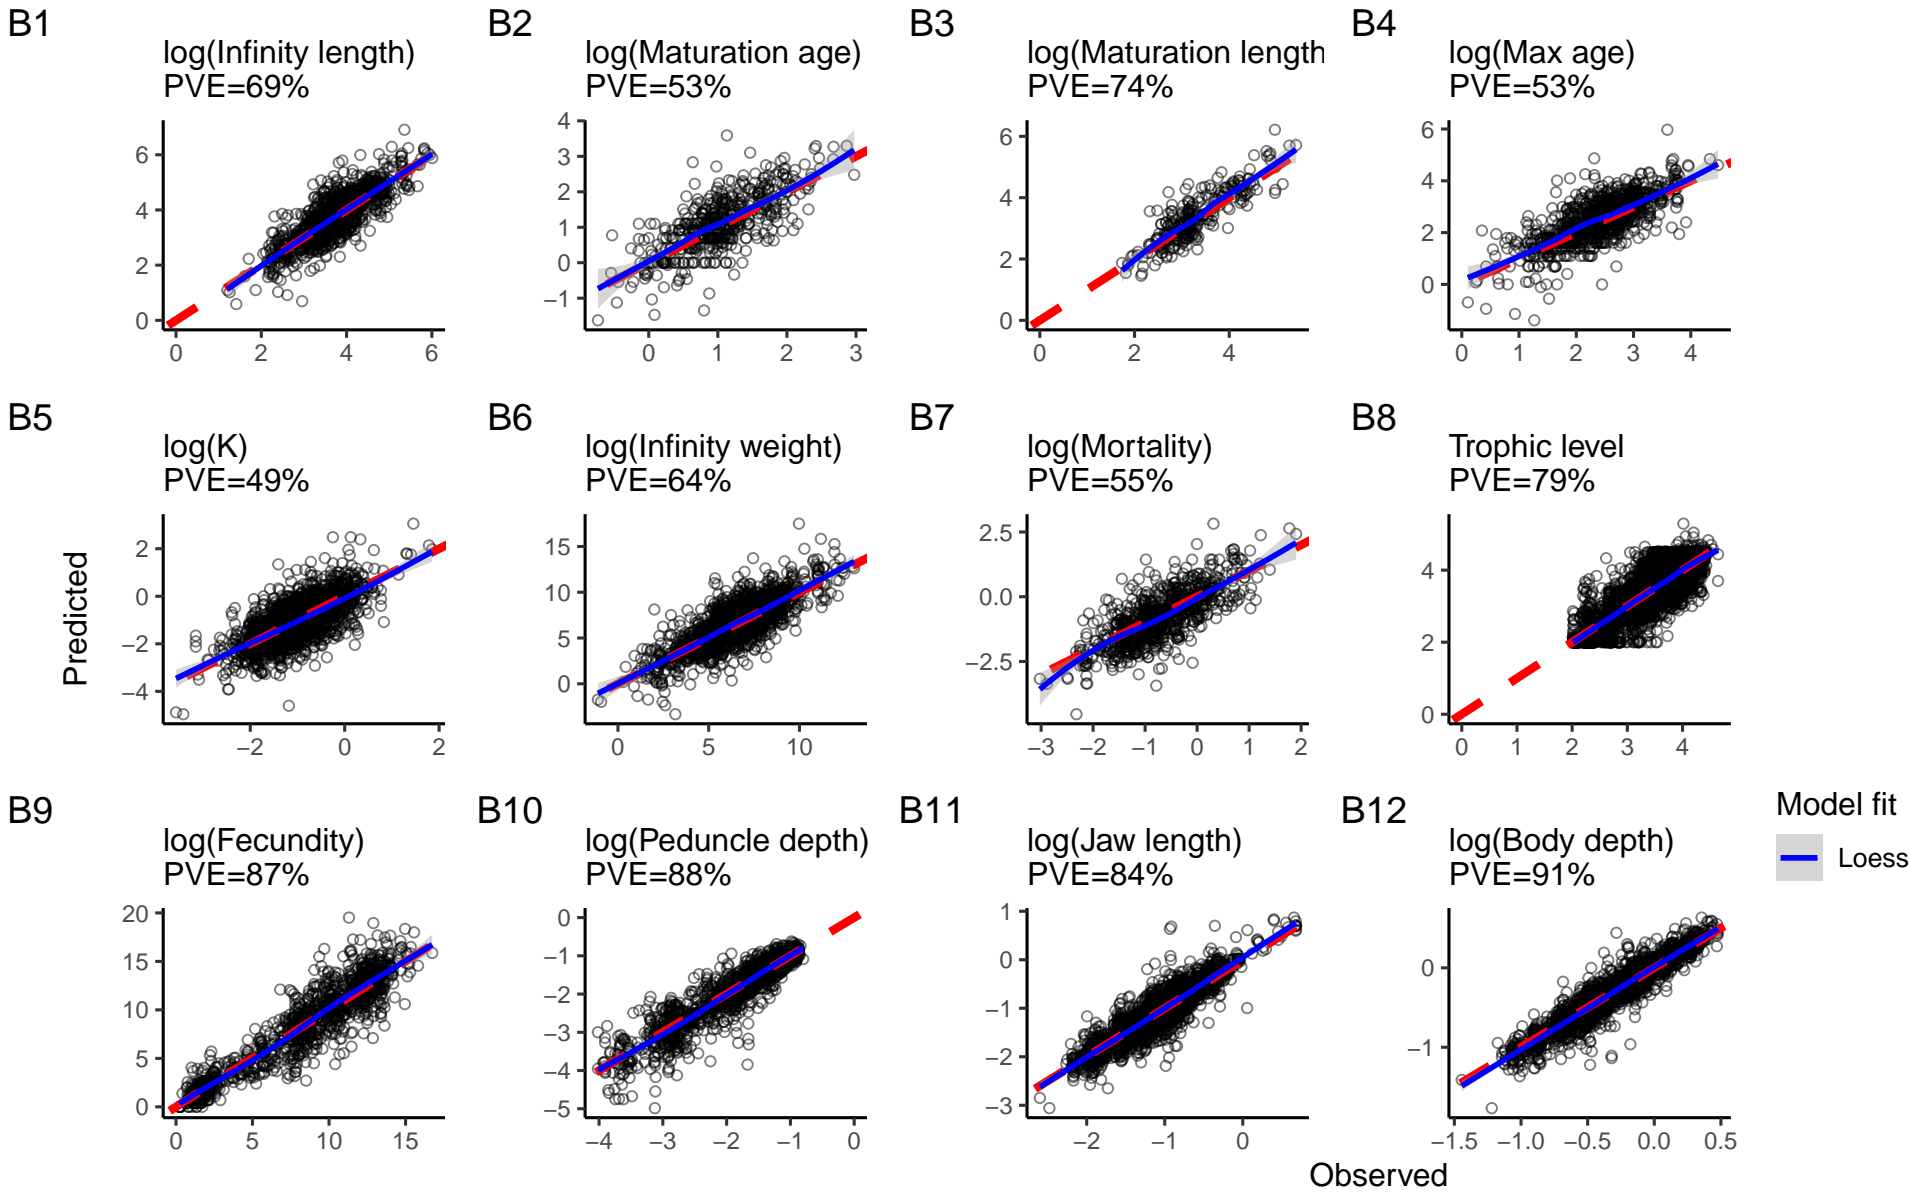 B1
log(Infinity length)
PVE=69%
6
4
2
0
0 2 4 6
B2
log(Maturation age)
PVE=53%
4
3
2
1
0
−1
0 1 2 3
B3
log(Maturation length
PVE=74%
6
4
2
0
0 2 4
B4
log(Max age)
PVE=53%
6
4
2
0
0 1 2 3 4
Predicted
B5
log(K)
PVE=49%
2
0
−2
−4
−2 0 2
B6
log(Infinity weight)
PVE=64%
15
10
5
0
0 5 10
B7
log(Mortality)
PVE=55%
2.5
0.0
−2.5
−3 −2 −1 0 1 2
B8
Trophic level
PVE=79%
4
2
0
0 1 2 3 4
B9
log(Fecundity)
PVE=87%
20
15
10
5
0
0 5 10 15
B10
log(Peduncle depth)
PVE=88%
0
−1
−2
−3
−4
−5
−4 −3 −2 −1 0
B11
log(Jaw length)
PVE=84%
1
0
−1
−2
−3
−2 −1 0
B12
log(Body depth)
PVE=91%
0
−1
−1.5 −1.0 −0.5 0.0 0.5
Observed
Model fit
Loess